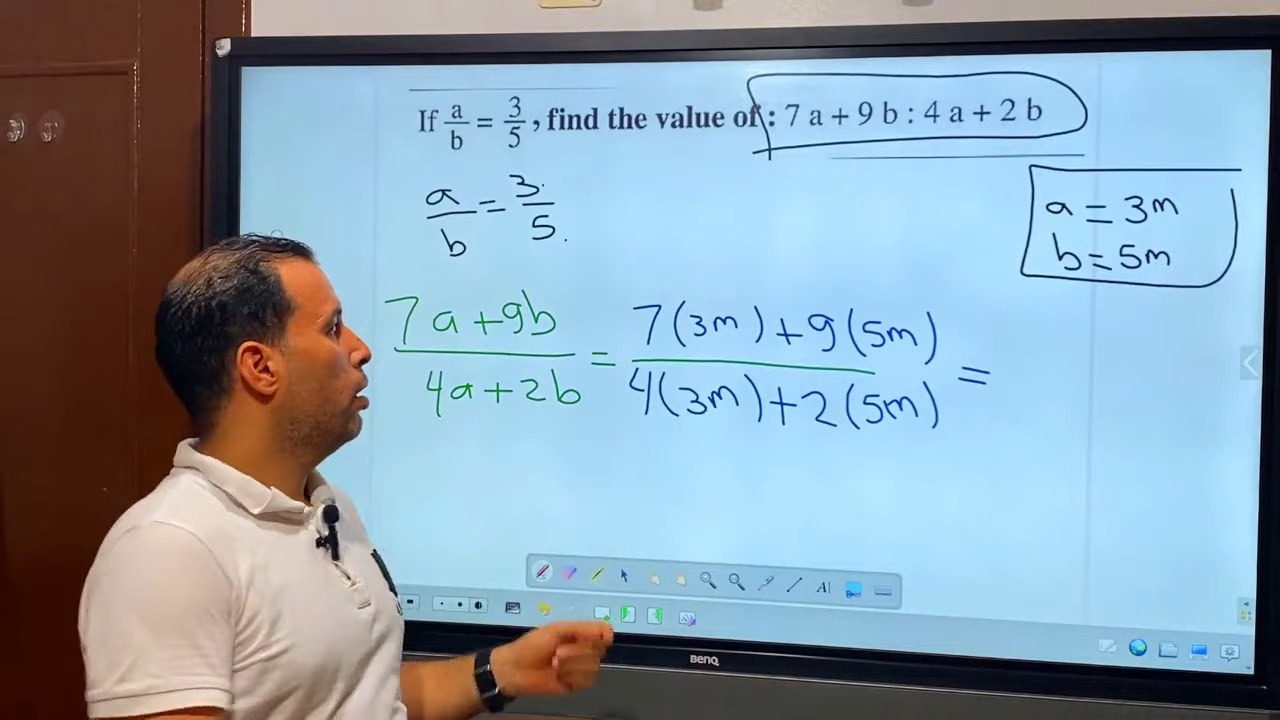 If a/b = 3/5 , find the value of : 7 a + 9 b : 4 a + 2 b
a/b = 3/5
a = 3m
b = 5m
(7a + 9b)/(4a + 2b) = (7(3m) + 9(5m))/(4(3m) + 2(5m)) =
A
BENQ